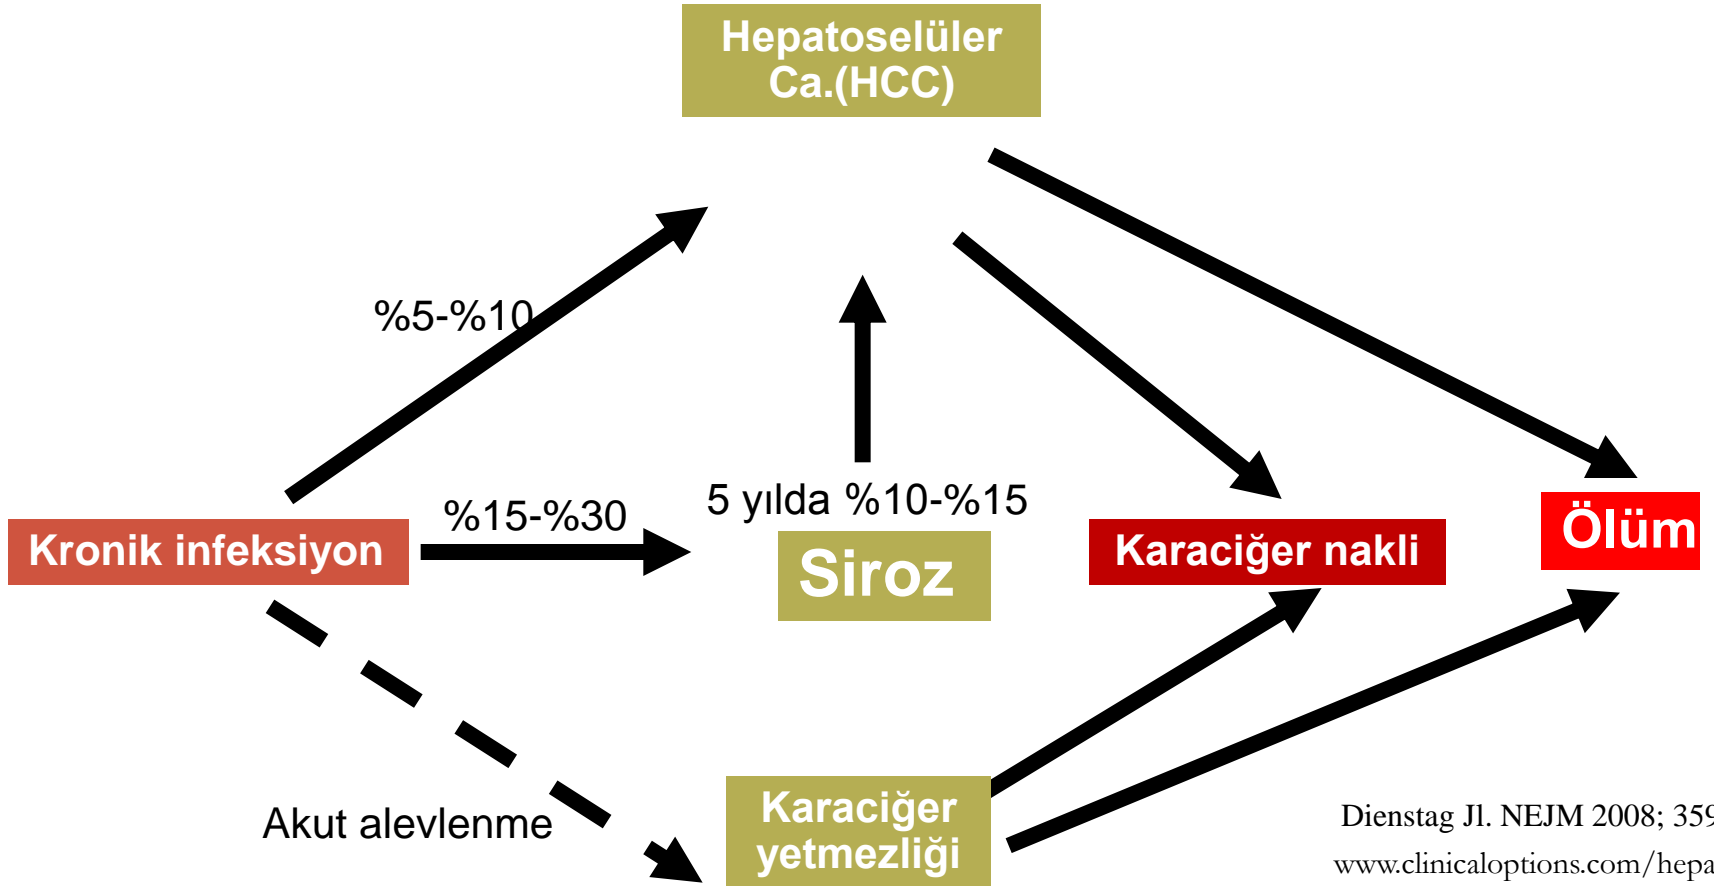 Hepatoselüler
Ca.(HCC)
%5-%10
%15-%30
5 yılda %10-%15
Kronik infeksiyon
Siroz
Karaciğer nakli
Ölüm
Akut alevlenme
Karaciğer
yetmezliği
Dienstag Jl. NEJM 2008; 359
www.clinicaloptions.com/hepa